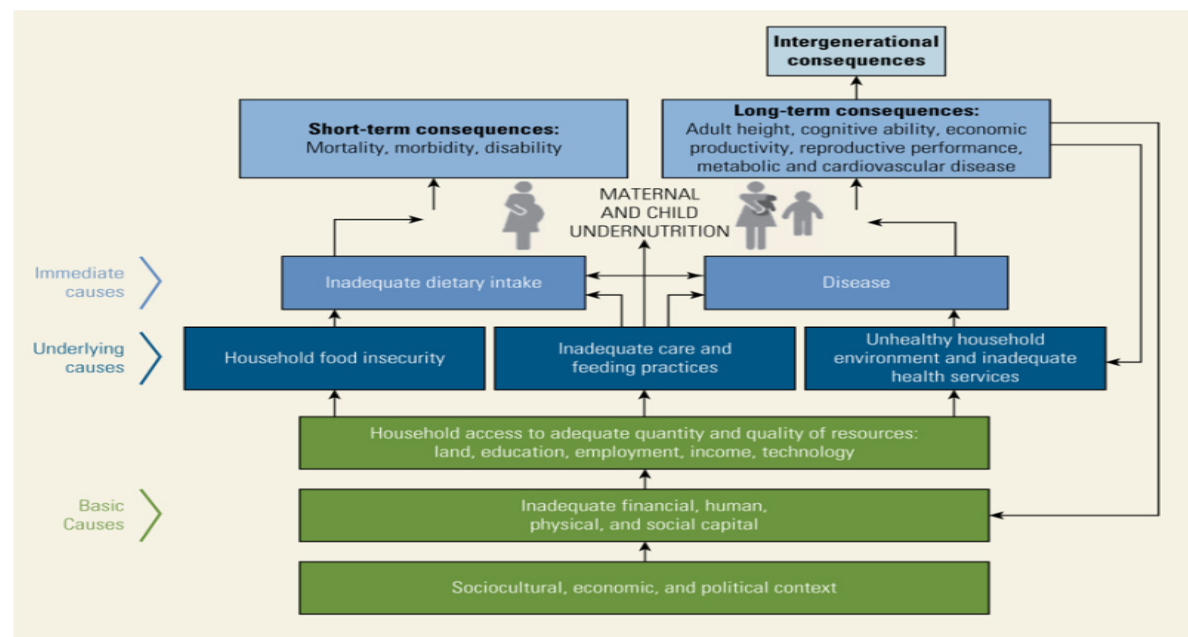 Intergenerational
consequences
Short-term consequences:
Mortality, morbidity, disability
Long-term consequences:
Adult height, cognitive ability, economic
productivity, reproductive performance,
metabolic and cardiovascular disease
MATERNAL
AND CHILD
UNDERNUTRITION
Immediate
causes
Inadequate dietary intake
Disease
Underlying
causes
Household food insecurity
Inadequate care and
feeding practices
Unhealthy household
environment and inadequate
health services
Household access to adequate quantity and quality of resources:
land, education, employment, income, technology
Basic
Causes
Inadequate financial, human,
physical, and social capital
Sociocultural, economic, and political context